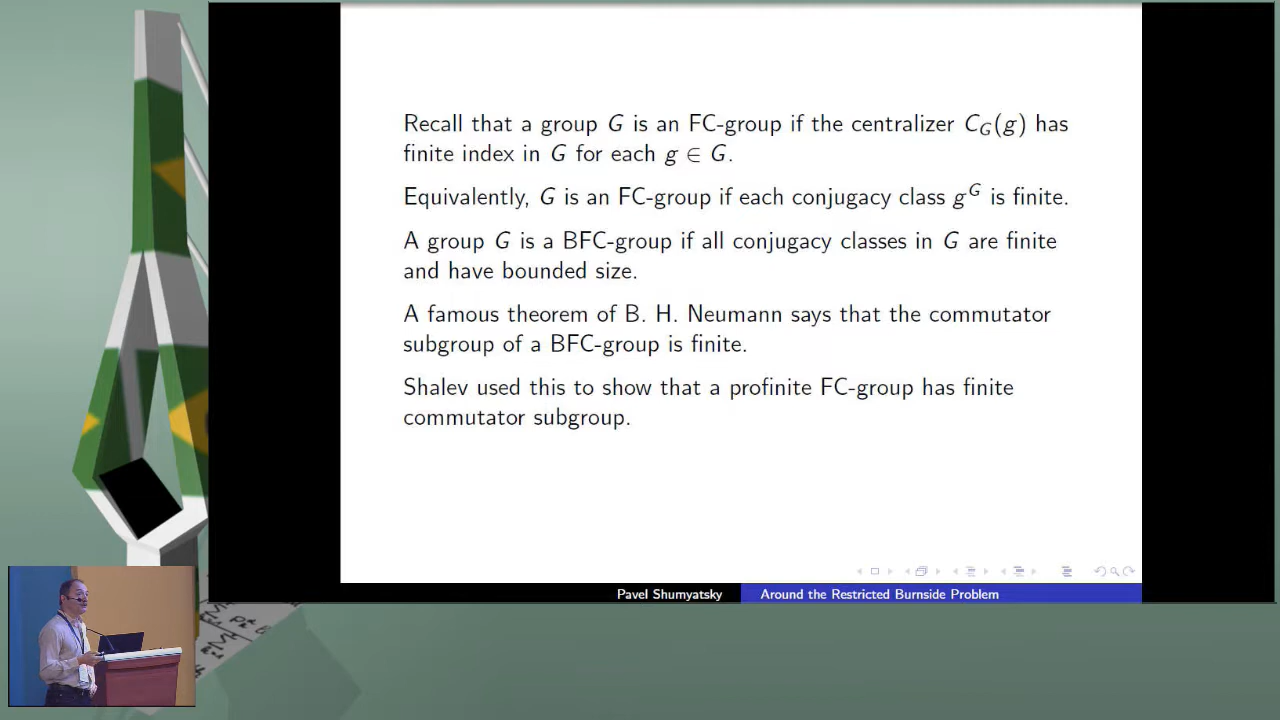 Recall that a group G is an FC-group if the centralizer C_G(g) has
finite index in G for each g ∈ G.
Equivalently, G is an FC-group if each conjugacy class g^G is finite.
A group G is a BFC-group if all conjugacy classes in G are finite
and have bounded size.
A famous theorem of B. H. Neumann says that the commutator
subgroup of a BFC-group is finite.
Shalev used this to show that a profinite FC-group has finite
commutator subgroup.
Pavel Shumyatsky
Around the Restricted Burnside Problem